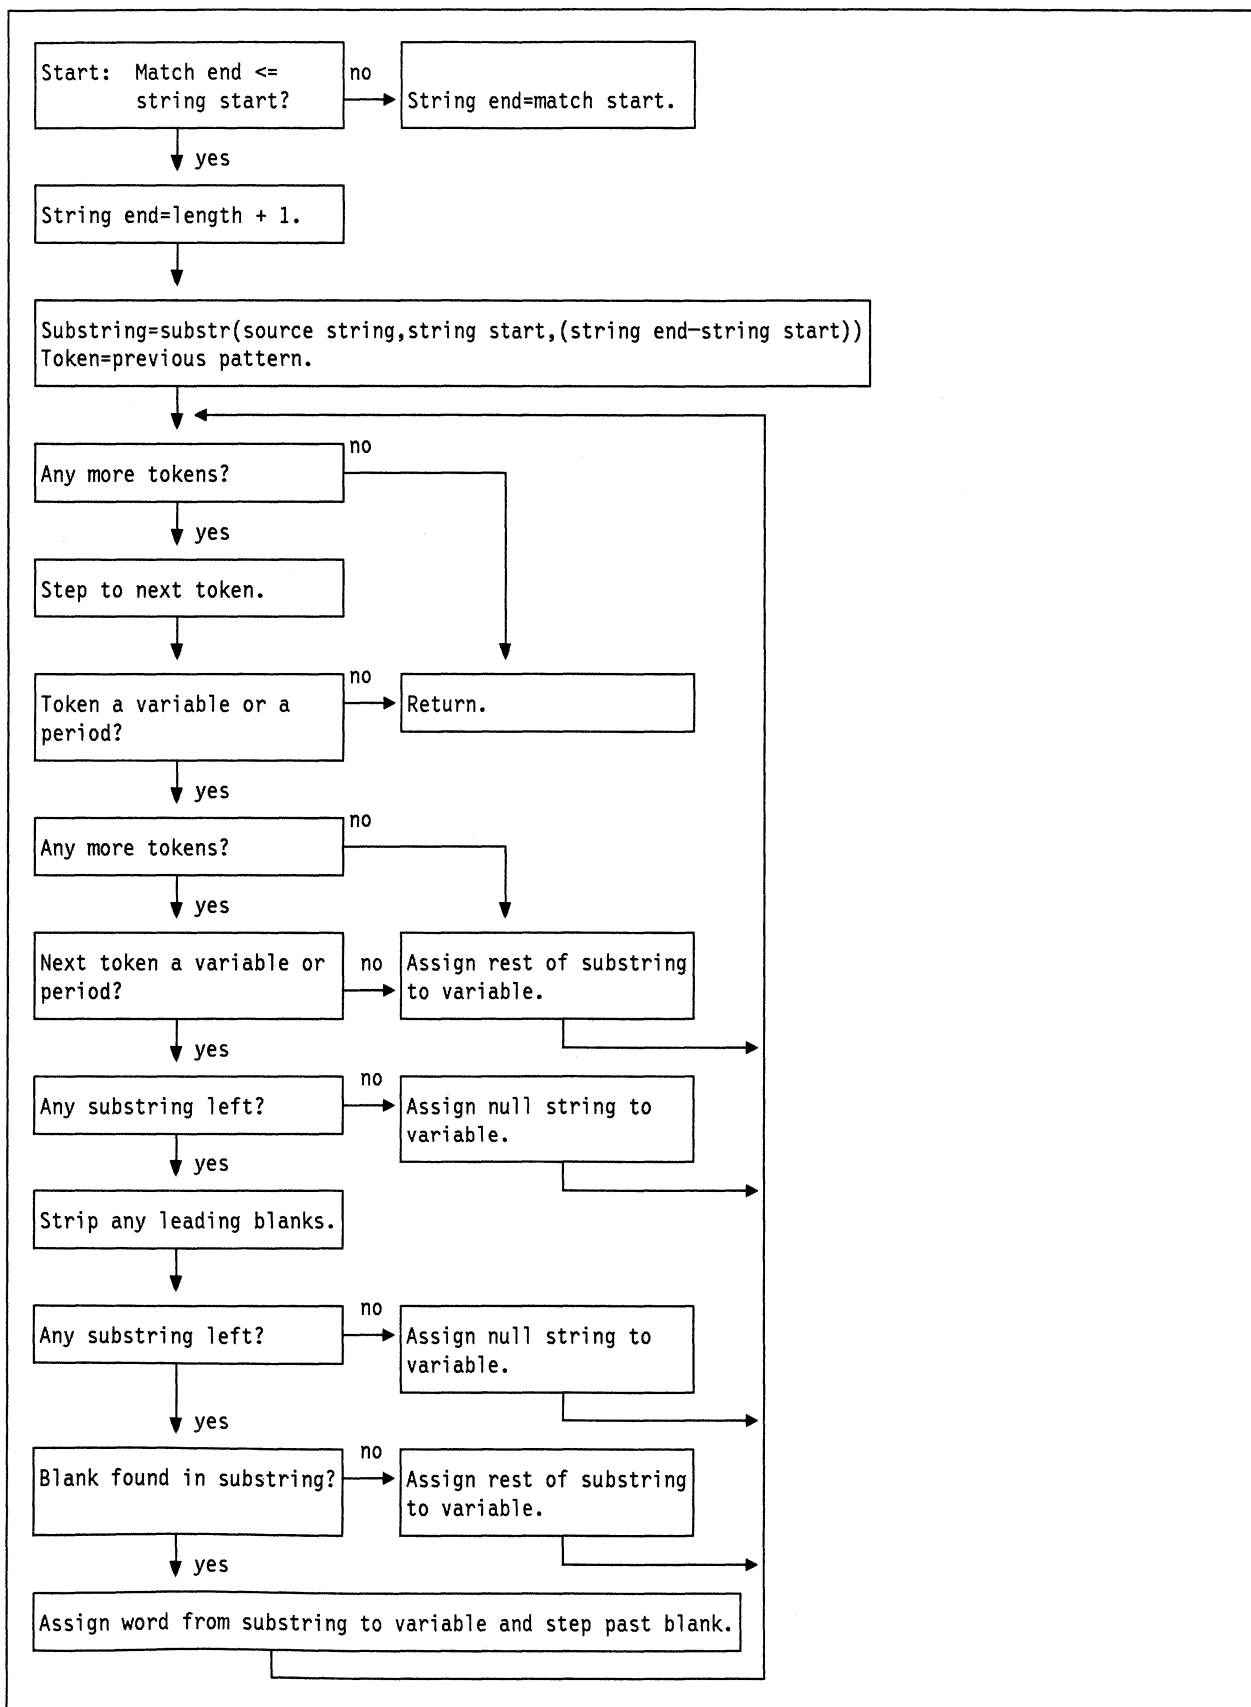 Start: Match end <=
string start?
no
String end=match start.
yes
String end=length + 1.
Substring=substr(source string,string start,(string end—string start))
Token=previous pattern.
Any more tokens?
no
yes
Step to next token.
Token a variable or a
period?
no
Return.
yes
Any more tokens?
no
yes
Next token a variable or
period?
no
Assign rest of substring
to variable.
yes
Any substring left?
no
Assign null string to
variable.
yes
Strip any leading blanks.
Any substring left?
no
Assign null string to
variable.
yes
Blank found in substring?
no
Assign rest of substring
to variable.
yes
Assign word from substring to variable and step past blank.